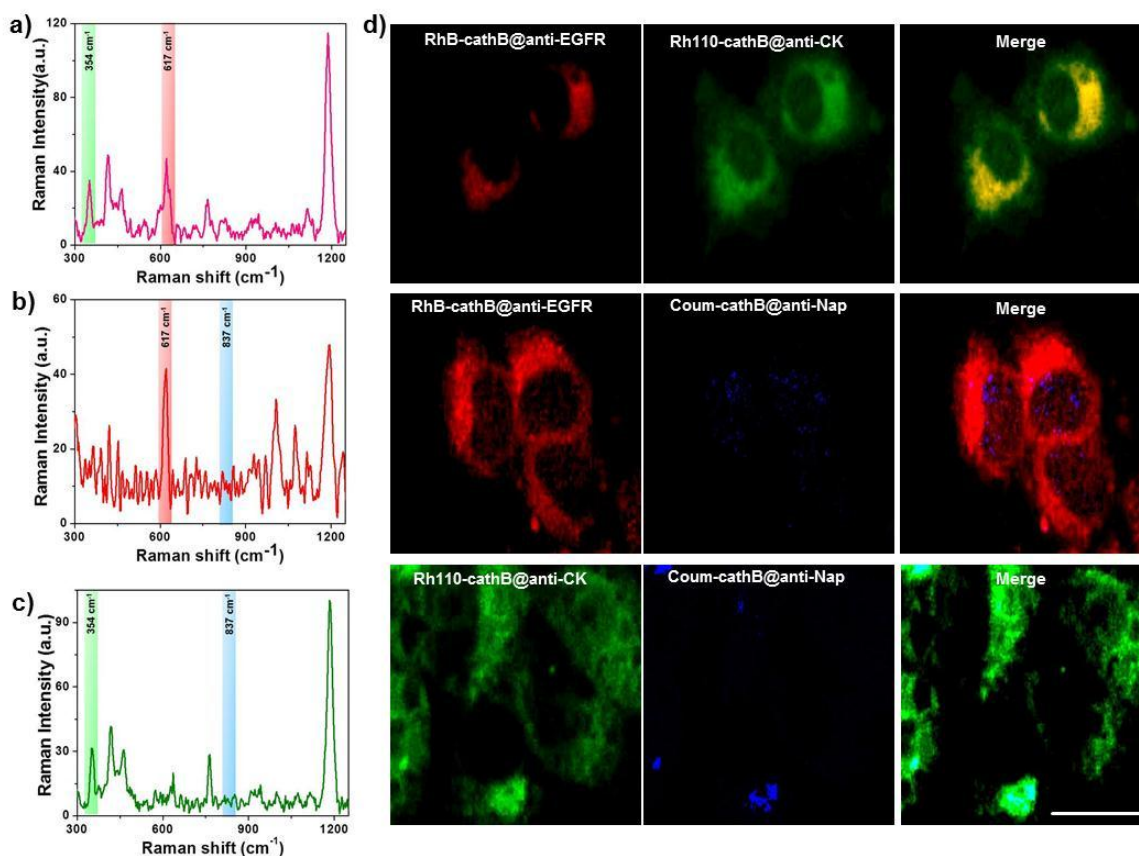 a)
Raman Intensity(a.u.)
120
80
40
0
354 cm⁻¹
617 cm⁻¹
300 600 900 1200
Raman shift (cm⁻¹)
b)
Raman Intensity (a.u.)
60
40
20
0
617 cm⁻¹
837 cm⁻¹
300 600 900 1200
Raman shift (cm⁻¹)
c)
Raman Intensity (a.u.)
90
60
30
0
354 cm⁻¹
837 cm⁻¹
300 600 900 1200
Raman shift (cm⁻¹)
d)
RhB-cathB@anti-EGFR Rh110-cathB@anti-CK Merge
RhB-cathB@anti-EGFR Coum-cathB@anti-Nap Merge
Rh110-cathB@anti-CK Coum-cathB@anti-Nap Merge